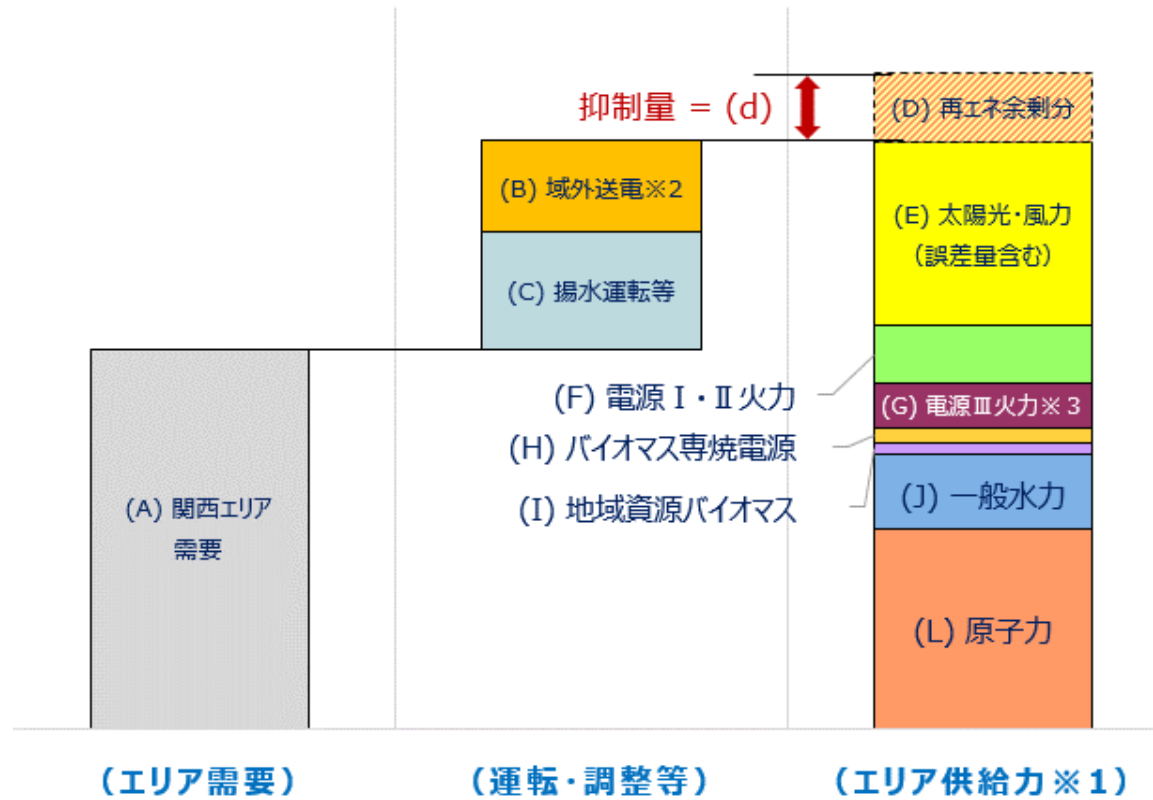 抑制量 = (d)
(D) 再エネ余剰分
(B) 域外送電※2
(E) 太陽光・風力
（誤差量含む）
(C) 揚水運転等
(F) 電源Ⅰ・Ⅱ火力
(G) 電源Ⅲ火力※3
(H) バイオマス専焼電源
(I) 地域資源バイオマス
(J) 一般水力
(A) 関西エリア
需要
(L) 原子力
（エリア需要）
（運転・調整等）
（エリア供給力※1）